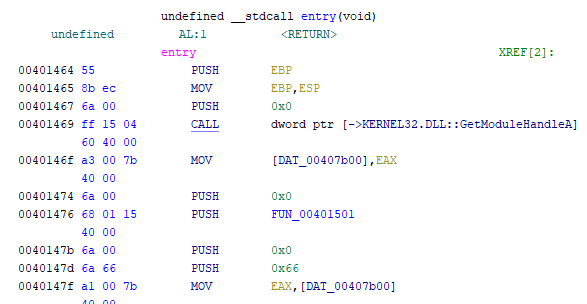 undefined __stdcall entry(void)
undefined AL:1 <RETURN>
entry XREF[2]:
00401464 55 PUSH EBP
00401465 8b ec MOV EBP,ESP
00401467 6a 00 PUSH 0x0
00401469 ff 15 04 CALL dword ptr [->KERNEL32.DLL::GetModuleHandleA]
60 40 00
0040146f a3 00 7b MOV [DAT_00407b00],EAX
40 00
00401474 6a 00 PUSH 0x0
00401476 68 01 15 PUSH FUN_00401501
40 00
0040147b 6a 00 PUSH 0x0
0040147d 6a 66 PUSH 0x66
0040147f a1 00 7b MOV EAX,[DAT_00407b00]
40 00